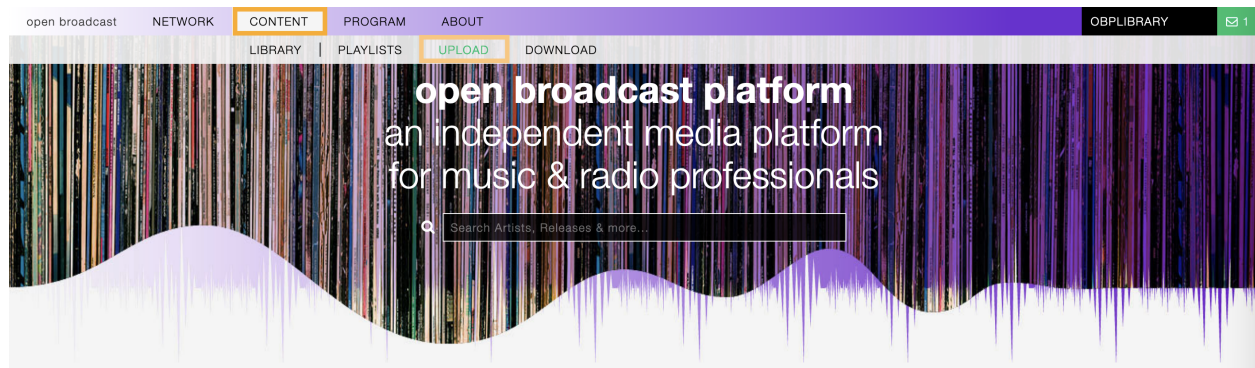 open broadcast NETWORK CONTENT PROGRAM ABOUT OBPLIBRARY 1
LIBRARY | PLAYLISTS UPLOAD DOWNLOAD
open broadcast platform
an independent media platform
for music & radio professionals
Search Artists, Releases & more...